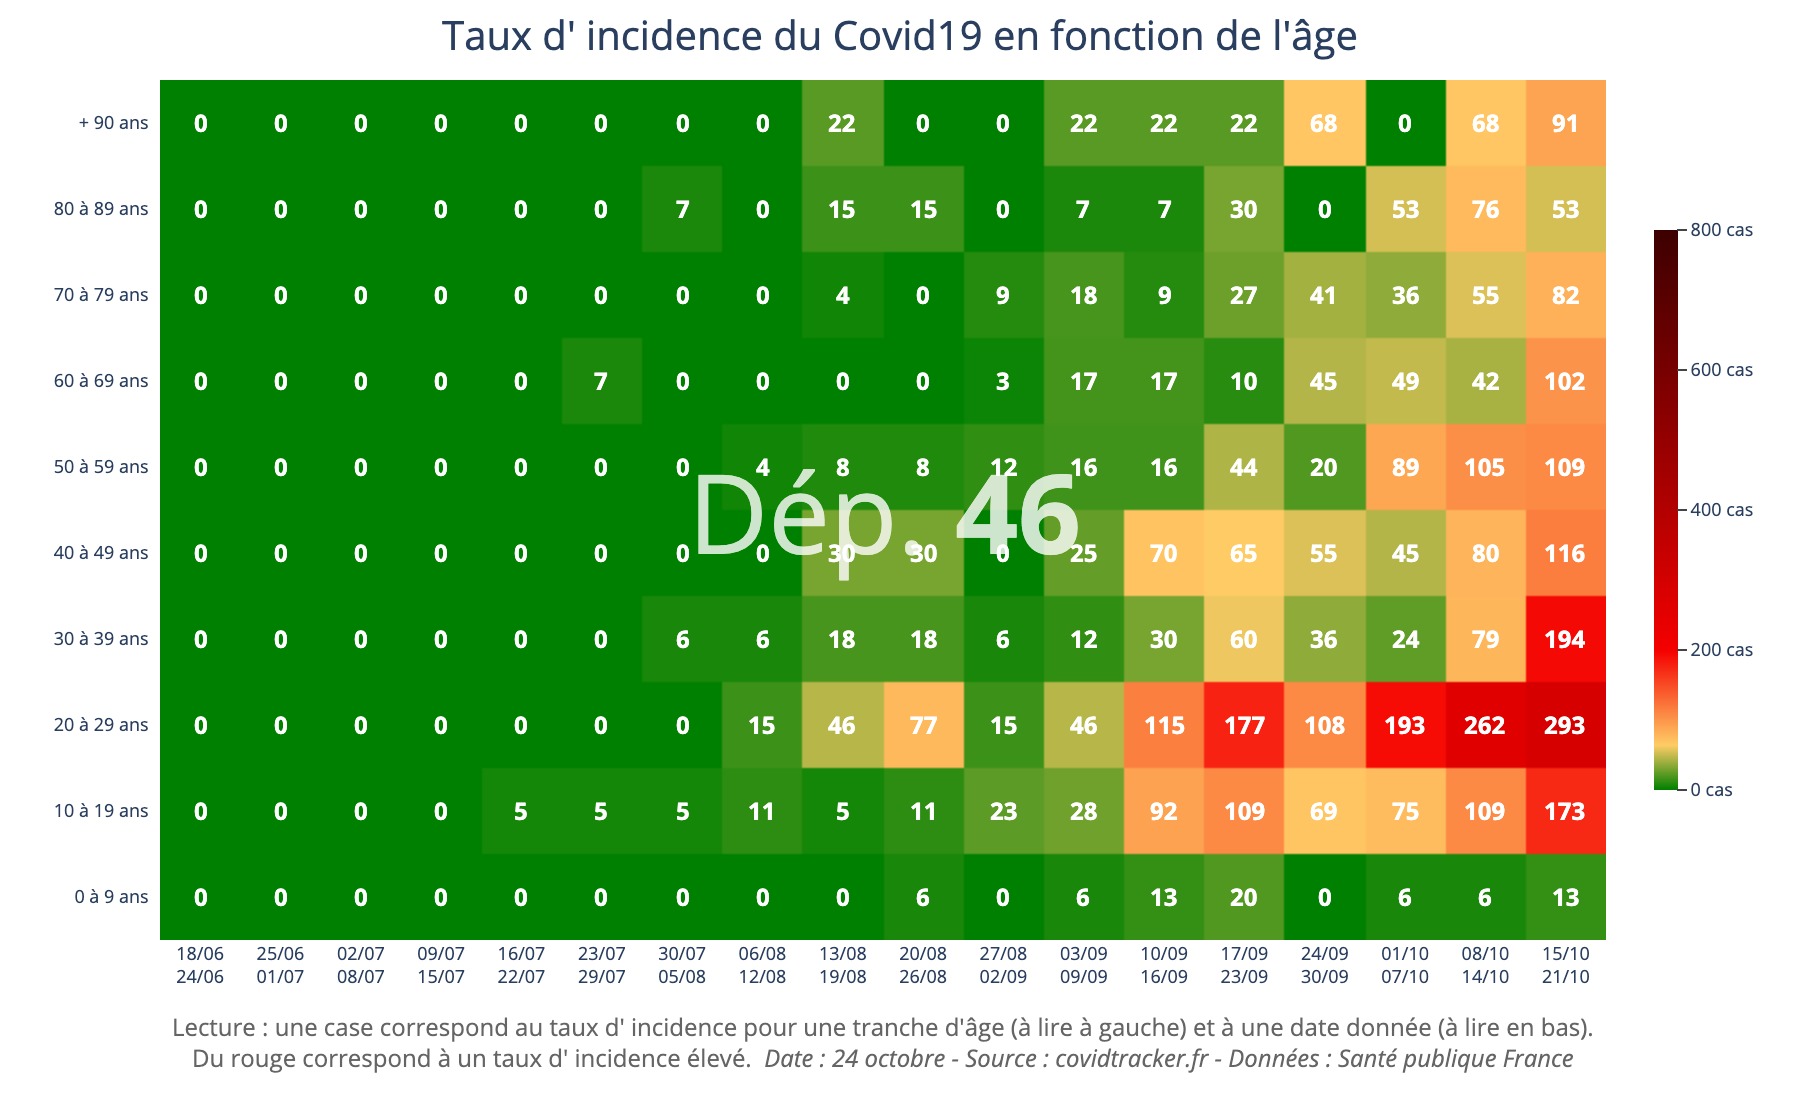 Taux d' incidence du Covid19 en fonction de l'âge
+ 90 ans 0 0 0 0 0 0 0 0 22 0 0 22 22 22 68 0 68 91
80 à 89 ans 0 0 0 0 0 0 7 0 15 15 0 7 7 30 0 53 76 53
70 à 79 ans 0 0 0 0 0 0 0 0 4 0 9 18 9 27 41 36 55 82
60 à 69 ans 0 0 0 0 0 7 0 0 0 0 3 17 17 10 45 49 42 102
50 à 59 ans 0 0 0 0 0 0 0 4 8 8 12 16 16 44 20 89 105 109
Dép. 46
40 à 49 ans 0 0 0 0 0 0 0 0 30 30 0 25 70 65 55 45 80 116
30 à 39 ans 0 0 0 0 0 0 6 6 18 18 6 12 30 60 36 24 79 194
20 à 29 ans 0 0 0 0 0 0 0 15 46 77 15 46 115 177 108 193 262 293
10 à 19 ans 0 0 0 0 5 5 5 11 5 11 23 28 92 109 69 75 109 173
0 à 9 ans 0 0 0 0 0 0 0 0 0 6 0 6 13 20 0 6 6 13
18/06 25/06 02/07 09/07 16/07 23/07 30/07 06/08 13/08 20/08 27/08 03/09 10/09 17/09 24/09 01/10 08/10 15/10
24/06 01/07 08/07 15/07 22/07 29/07 05/08 12/08 19/08 26/08 02/09 09/09 16/09 23/09 30/09 07/10 14/10 21/10
800 cas
600 cas
400 cas
200 cas
0 cas
Lecture : une case correspond au taux d' incidence pour une tranche d'âge (à lire à gauche) et à une date donnée (à lire en bas).
Du rouge correspond à un taux d' incidence élevé. Date : 24 octobre - Source : covidtracker.fr - Données : Santé publique France